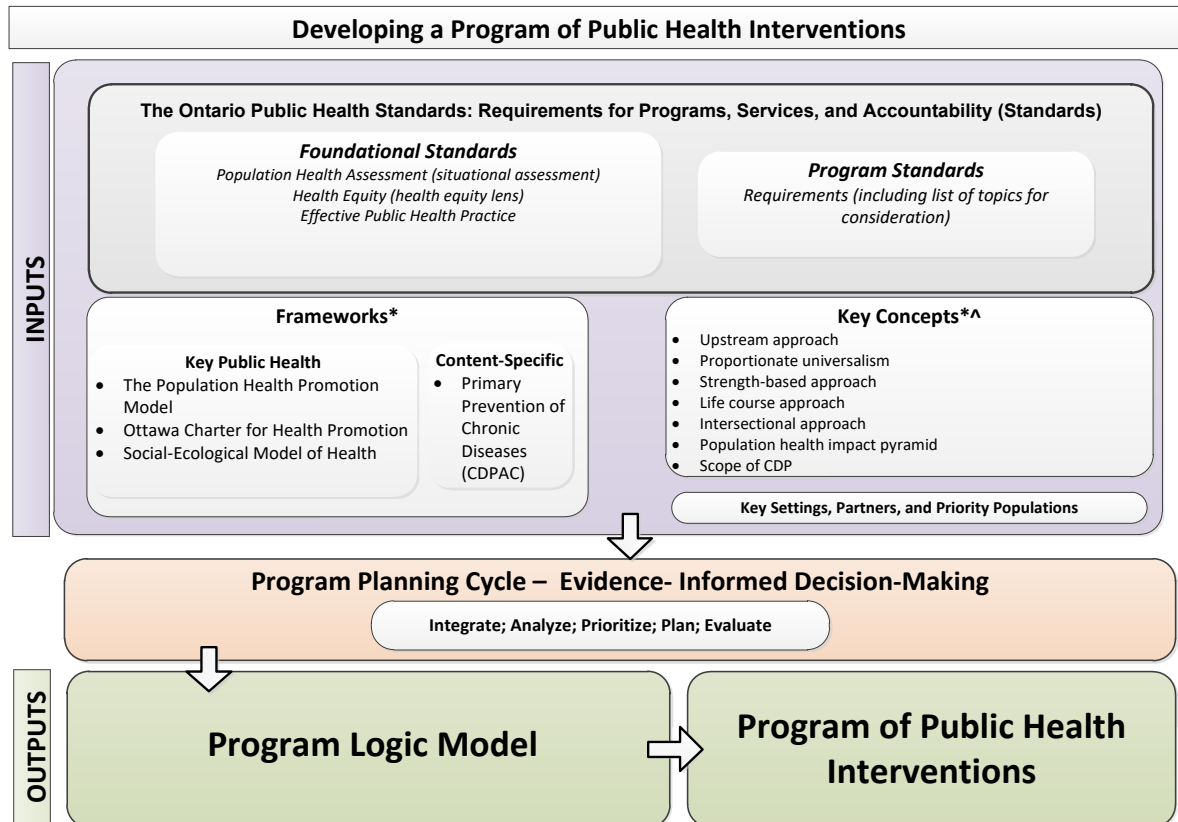 Developing a Program of Public Health Interventions
INPUTS
The Ontario Public Health Standards: Requirements for Programs, Services, and Accountability (Standards)
Foundational Standards
Population Health Assessment (situational assessment)
Health Equity (health equity lens)
Effective Public Health Practice
Program Standards
Requirements (including list of topics for
consideration)
Frameworks*
Key Public Health
• The Population Health Promotion
Model
• Ottawa Charter for Health Promotion
• Social-Ecological Model of Health
Content-Specific
• Primary
Prevention of
Chronic
Diseases
(CDPAC)
Key Concepts*^
• Upstream approach
• Proportionate universalism
• Strength-based approach
• Life course approach
• Intersectional approach
• Population health impact pyramid
• Scope of CDP
Key Settings, Partners, and Priority Populations
Program Planning Cycle – Evidence- Informed Decision-Making
Integrate; Analyze; Prioritize; Plan; Evaluate
OUTPUTS
Program Logic Model
Program of Public Health
Interventions